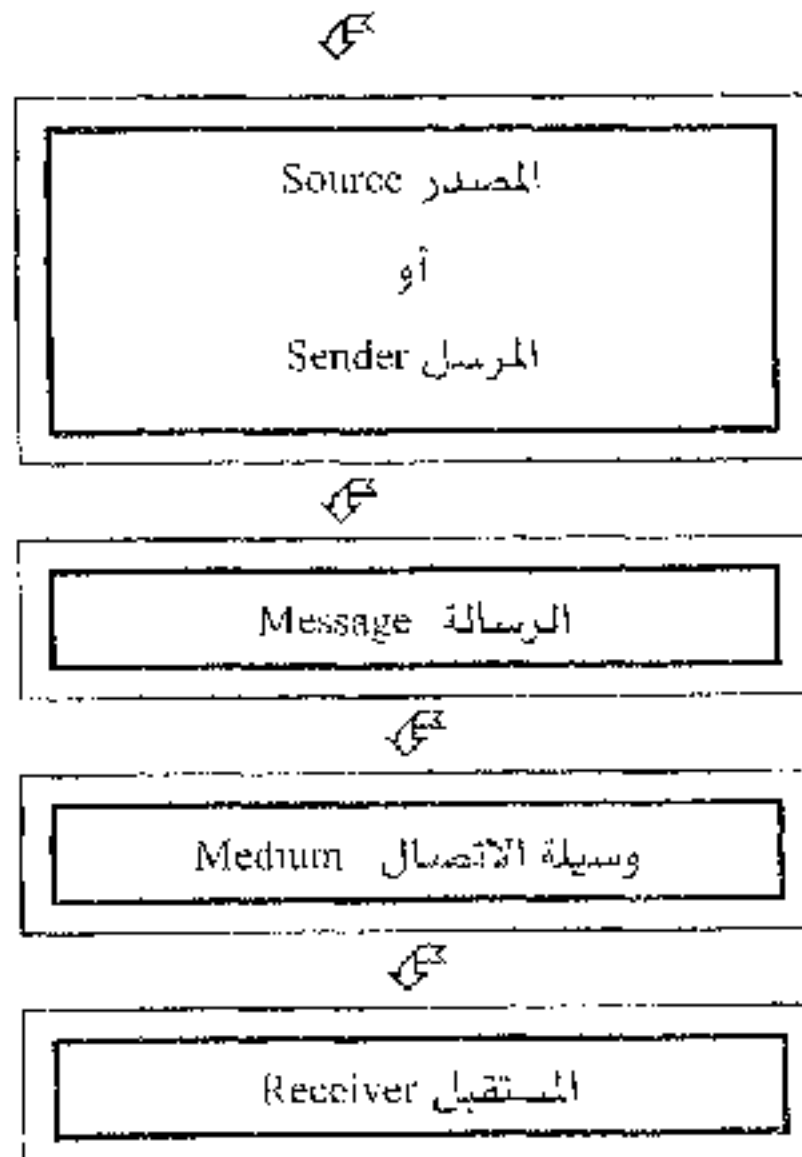 المصدر Source
أو
المرسل Sender
الرسالة Message
وسيلة الاتصال Medium
المستقبل Receiver